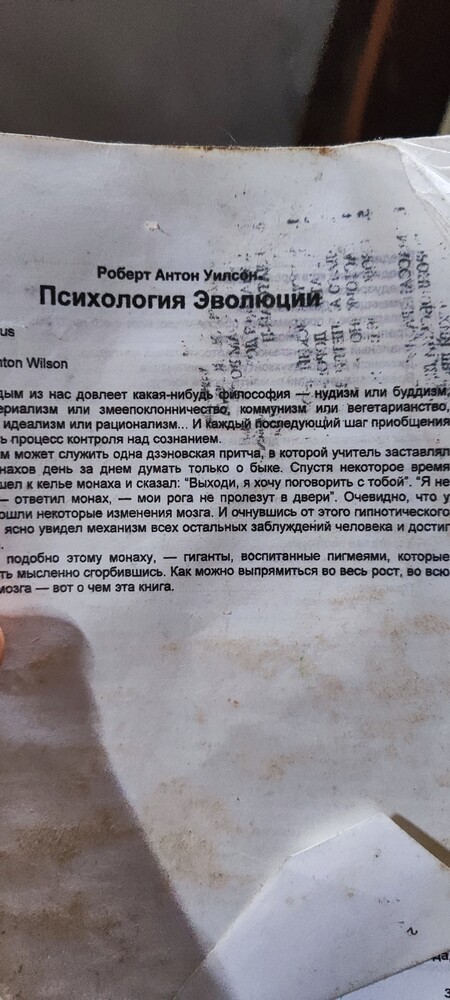 Роберт Антон Уилсон
Психология Эволюции
us
nton Wilson
дым из нас довлеет какая-нибудь философия — нудизм или буддизм,
ериализм или змеепоклонничество, коммунизм или вегетарианство,
идеализм или рационализм... И каждый последующий шаг приобщения
ь процесс контроля над сознанием.
м может служить одна дзэновская притча, в которой учитель заставлял
нахов день за днем думать только о быке. Спустя некоторое время
шел к келье монаха и сказал: “Выходи, я хочу поговорить с тобой”. “Я не
— ответил монах, — мои рога не пролезут в двери”. Очевидно, что у
ошли некоторые изменения мозга. И очнувшись от этого гипнотического
ясно увидел механизм всех остальных заблуждений человека и достиг
.
подобно этому монаху, — гиганты, воспитанные пигмеями, которые
ть мысленно сгорбившись. Как можно выпрямиться во весь рост, во всю
мозга — вот о чем эта книга.